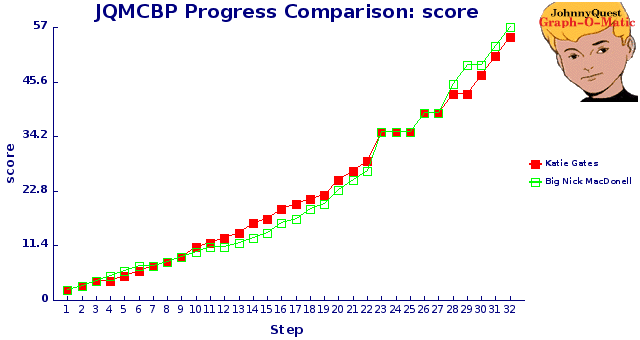 JQMCBP Progress Comparison: score
JohnnyQuest
Graph-O-Matic
57
45.6
34.2
22.8
11.4
0
score
1 2 3 4 5 6 7 8 9 10 11 12 13 14 15 16 17 18 19 20 21 22 23 24 25 26 27 28 29 30 31 32
Step
Katie Gates
Big Nick MacDonell